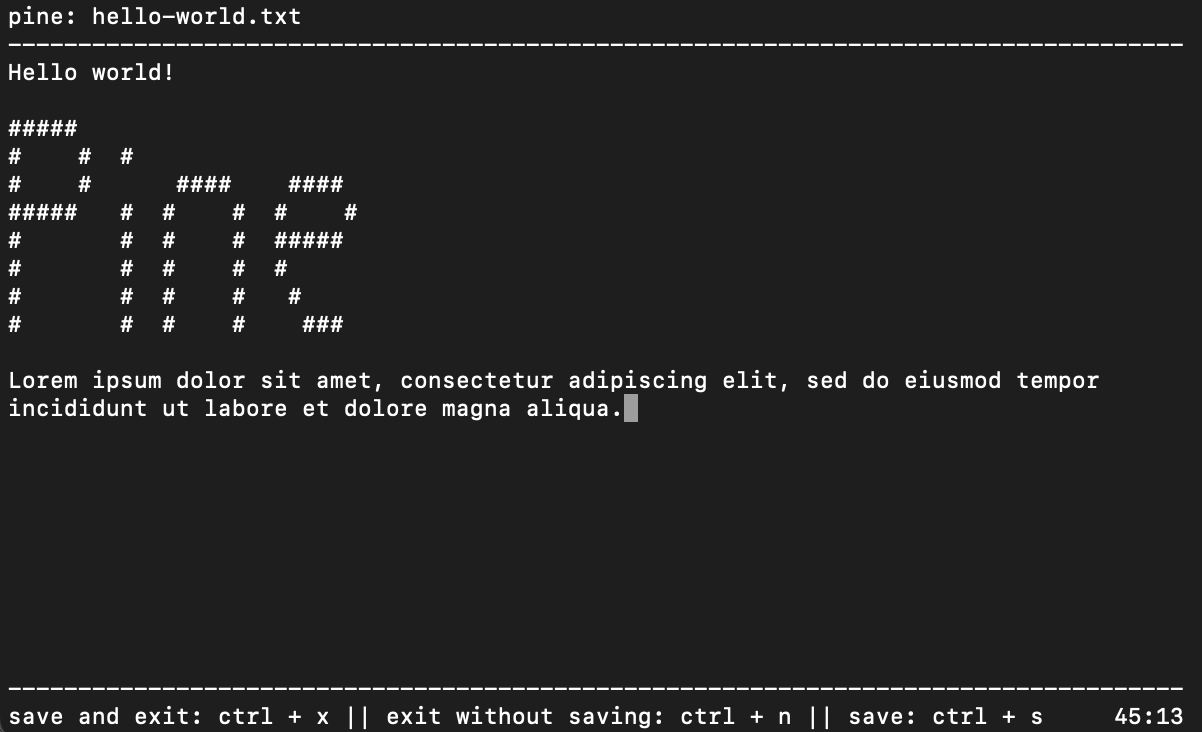 pine: hello-world.txt
------------------------------------------------------------------------------------
Hello world!

#####
#    #  #
#    #      ####    ####
#####   #  #    #  #    #
#       #  #    #  #####
#       #  #    #  #
#       #  #    #   #
#       #  #    #    ###

Lorem ipsum dolor sit amet, consectetur adipiscing elit, sed do eiusmod tempor
incididunt ut labore et dolore magna aliqua.
------------------------------------------------------------------------------------
save and exit: ctrl + x || exit without saving: ctrl + n || save: ctrl + s     45:13